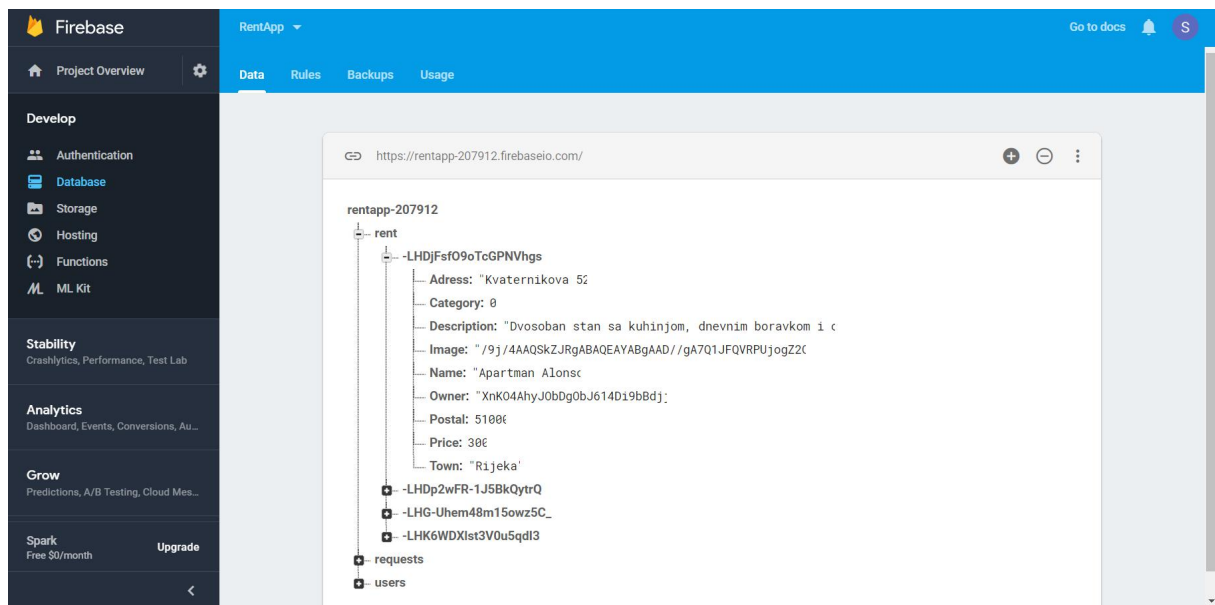 Firebase
RentApp
Go to docs
S
Project Overview
Data Rules Backups Usage
Develop
Authentication
Database
Storage
Hosting
Functions
ML Kit
Stability
Crashlytics, Performance, Test Lab
Analytics
Dashboard, Events, Conversions, Au...
Grow
Predictions, A/B Testing, Cloud Mes...
Spark
Free $0/month
Upgrade
https://rentapp-207912.firebaseio.com/
rentapp-207912
rent
-LHDjFsfO9oTcGPNVhgs
Adress: "Kvaternikova 52
Category: 0
Description: "Dvosoban stan sa kuhinjom, dnevnim boravkom i
Image: "/9j/4AAQSkZJRgABAQEAYABgAAD//gA7Q1JFQVRPUjogZ2
Name: "Apartman Alonso
Owner: "XnKO4AhyJObDgObJ614Di9bBdj
Postal: 51000
Price: 300
Town: "Rijeka"
-LHDp2wFR-1J5BkQytrQ
-LHG-Uhem48m15owz5C_
-LHK6WDXlst3V0u5qdI3
requests
users